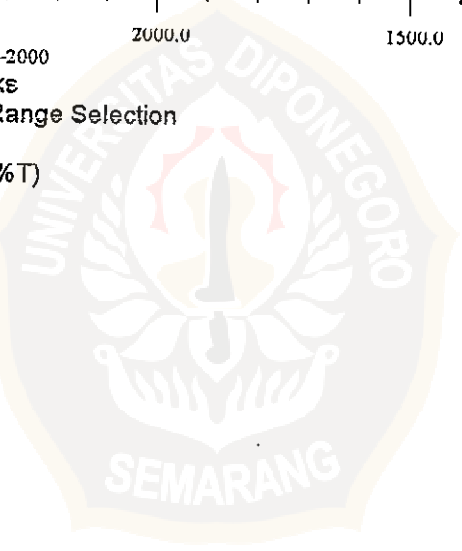 2000.0 1500.0
-2000
ks
Range Selection
%T)
UNIVERSITAS DIPONEGORO
SEMARANG